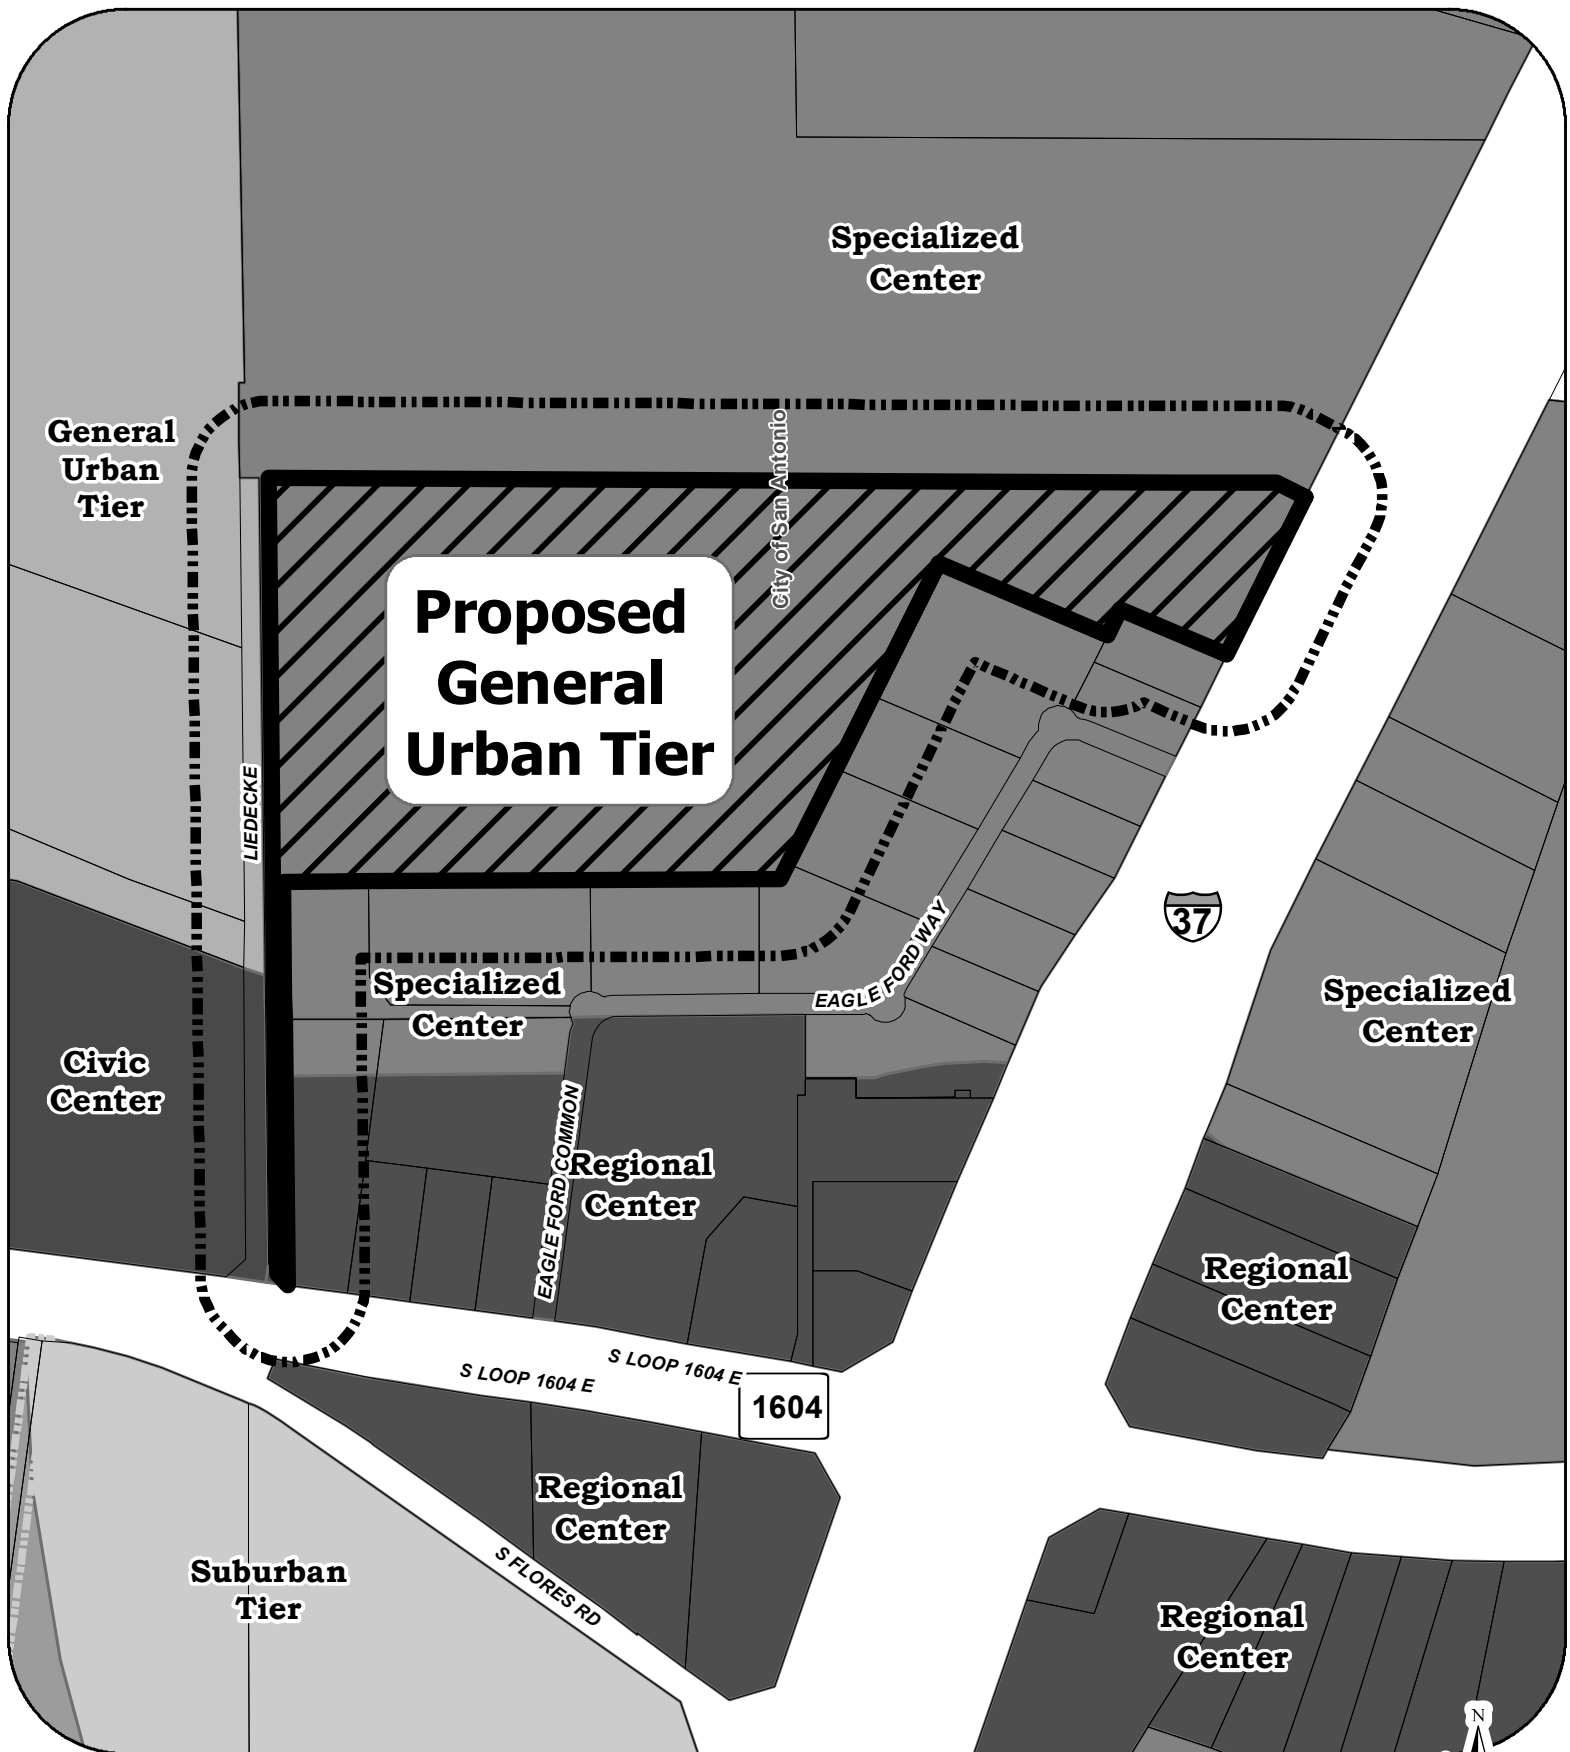 Specialized
Center
General
Urban
Tier
City of San Antonio
Proposed
General
Urban Tier
LIEDECKE
37
EAGLE FORD WAY
Specialized
Center
Specialized
Center
Civic
Center
EAGLE FORD COMMON
Regional
Center
Regional
Center
S LOOP 1604 E
S LOOP 1604 E
1604
Regional
Center
S FLORES RD
Suburban
Tier
Regional
Center
N